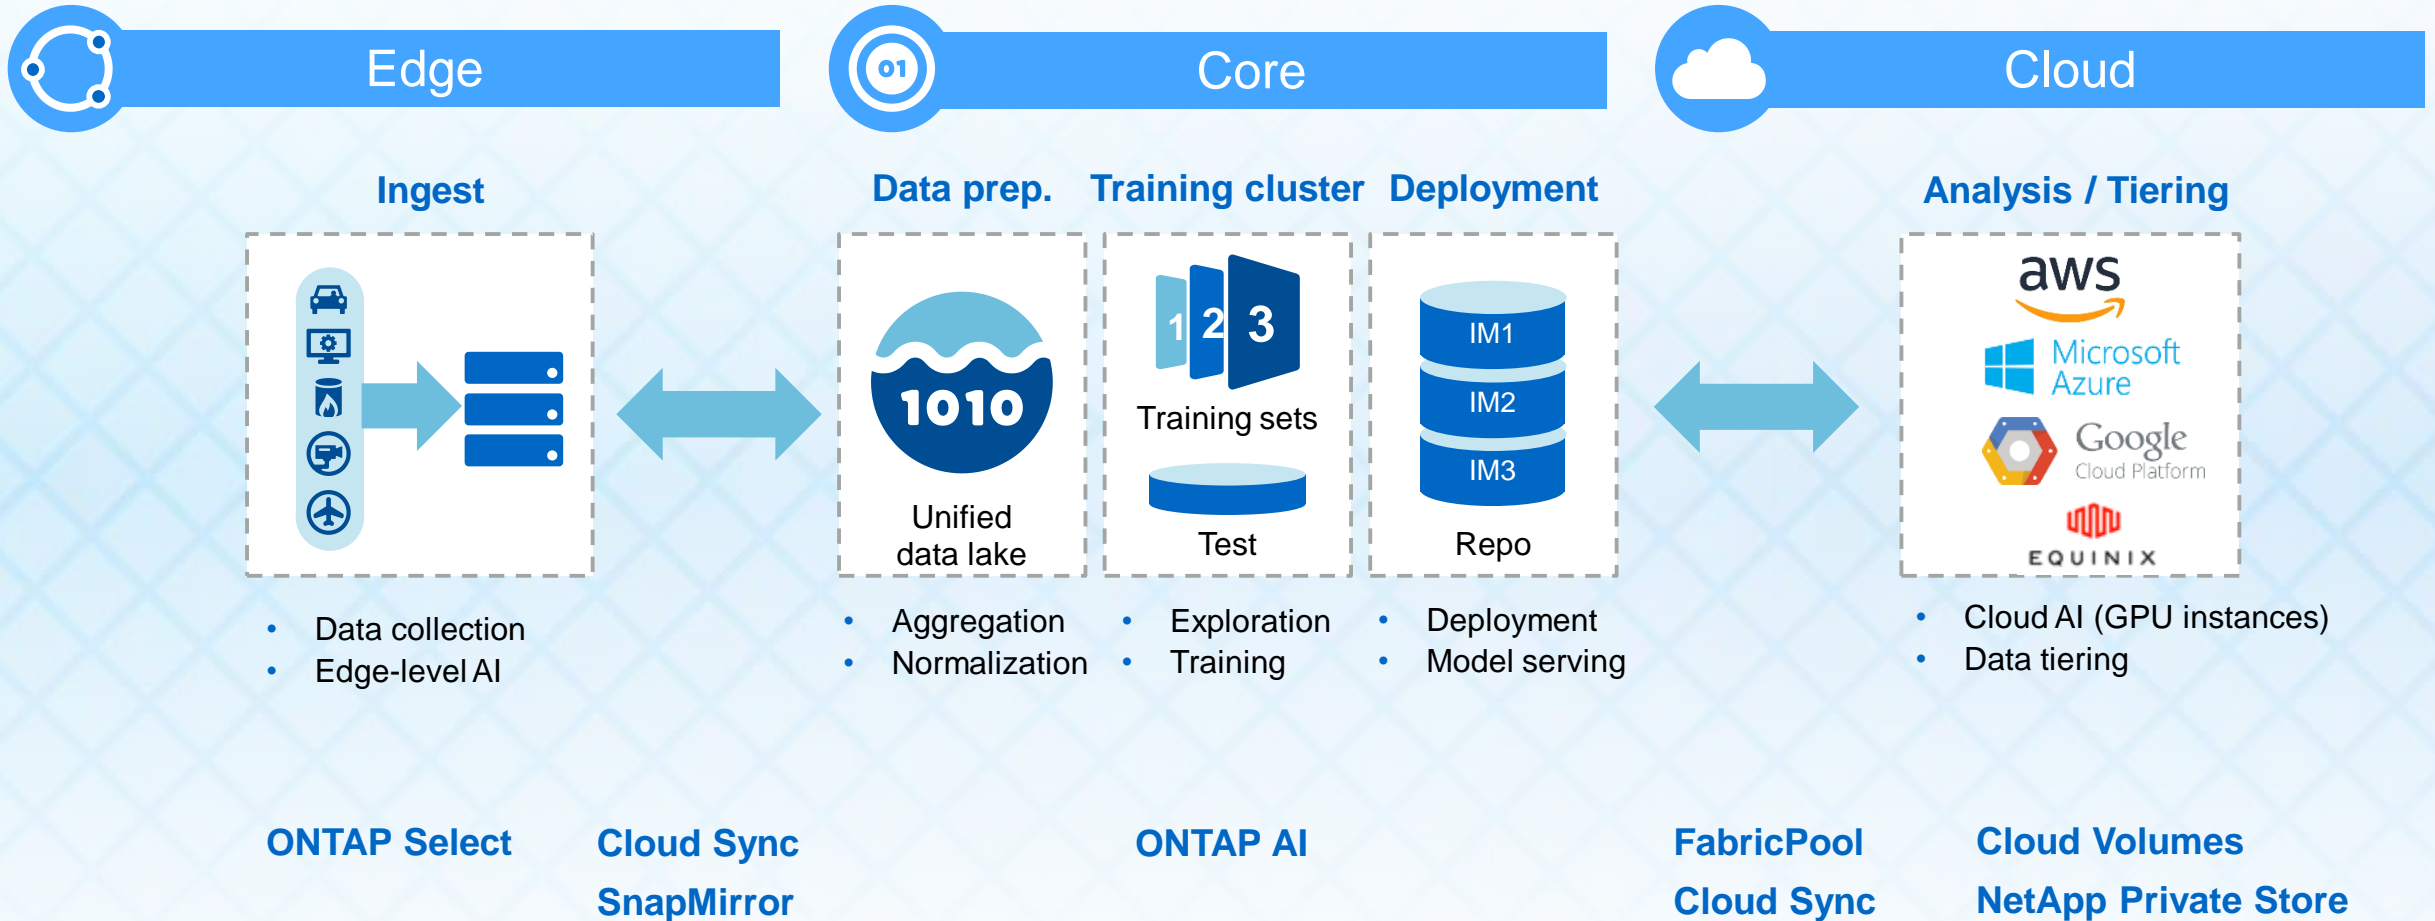 Edge
01
Core
Cloud
Ingest
Data prep.
Training cluster
Deployment
Analysis / Tiering
1010
Unified
data lake
1 2 3
Training sets
Test
IM1
IM2
IM3
Repo
aws
Microsoft
Azure
Google
Cloud Platform
EQUINIX
• Data collection
• Edge-level AI
• Aggregation
• Normalization
• Exploration
• Training
• Deployment
• Model serving
• Cloud AI (GPU instances)
• Data tiering
ONTAP Select
Cloud Sync
SnapMirror
ONTAP AI
FabricPool
Cloud Sync
Cloud Volumes
NetApp Private Store